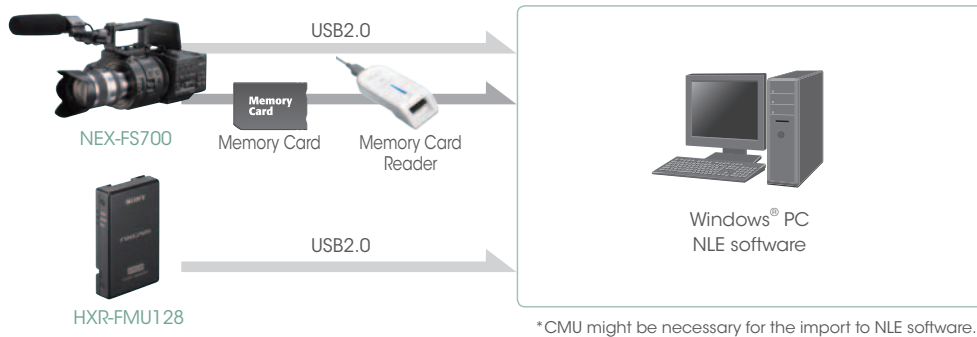 USB2.0
Memory
Card
NEX-FS700
Memory Card
Memory Card
Reader
Windows® PC
NLE software
SONY
USB2.0
HXR-FMU128
*CMU might be necessary for the import to NLE software.